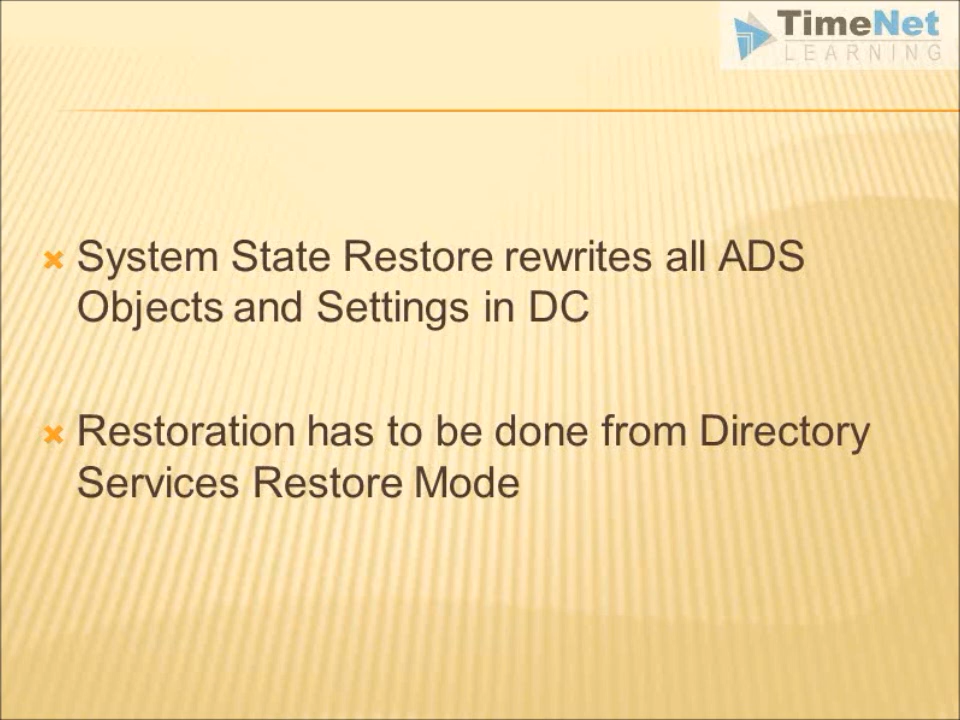 TimeNet
LEARNING
System State Restore rewrites all ADS
Objects and Settings in DC
Restoration has to be done from Directory
Services Restore Mode